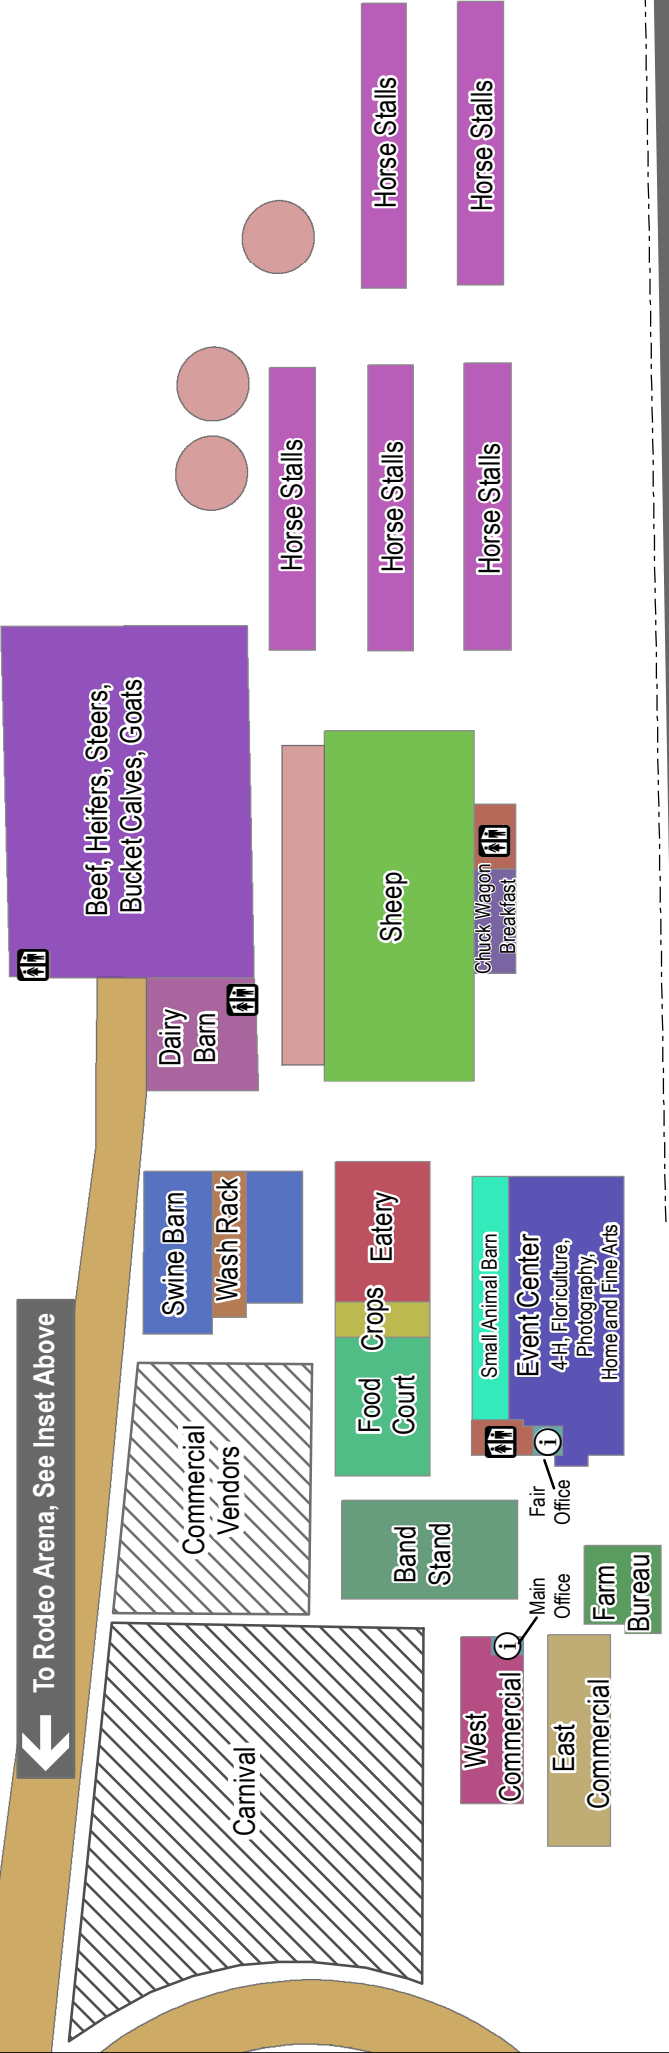 Horse Stalls
Horse Stalls
Horse Stalls
Horse Stalls
Horse Stalls
Beef, Heifers, Steers,
Bucket Calves, Goats
Sheep
Chuck Wagon
Breakfast
Dairy
Barn
Swine Barn
Wash Rack
Eatery
Crops
Food
Court
Small Animal Barn
Event Center
4-H, Floriculture,
Photography,
Home and Fine Arts
i
Fair
Office
To Rodeo Arena, See Inset Above
Commercial
Vendors
Band
Stand
Farm
Bureau
Main
Office
i
West
Commercial
East
Commercial
Carnival